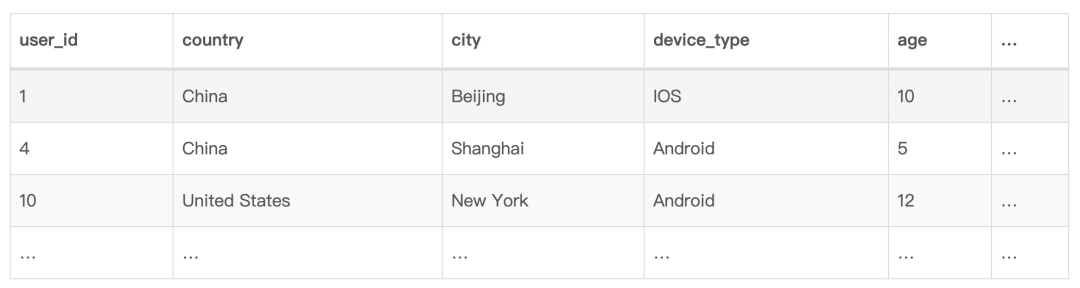 user_id country city device_type age ...
1 China Beijing IOS 10 ...
4 China Shanghai Android 5 ...
10 United States New York Android 12 ...
... ... ... ... ... ...